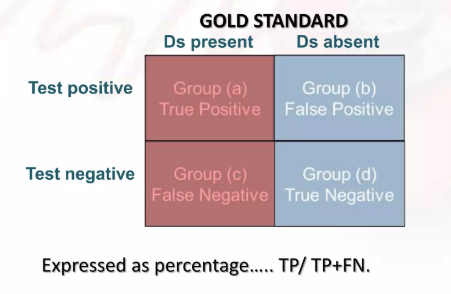 GOLD STANDARD
Ds present Ds absent
Test positive
Group (a)
True Positive
Group (b)
False Positive
Test negative
Group (c)
False Negative
Group (d)
True Negative
Expressed as percentage..... TP/ TP+FN.